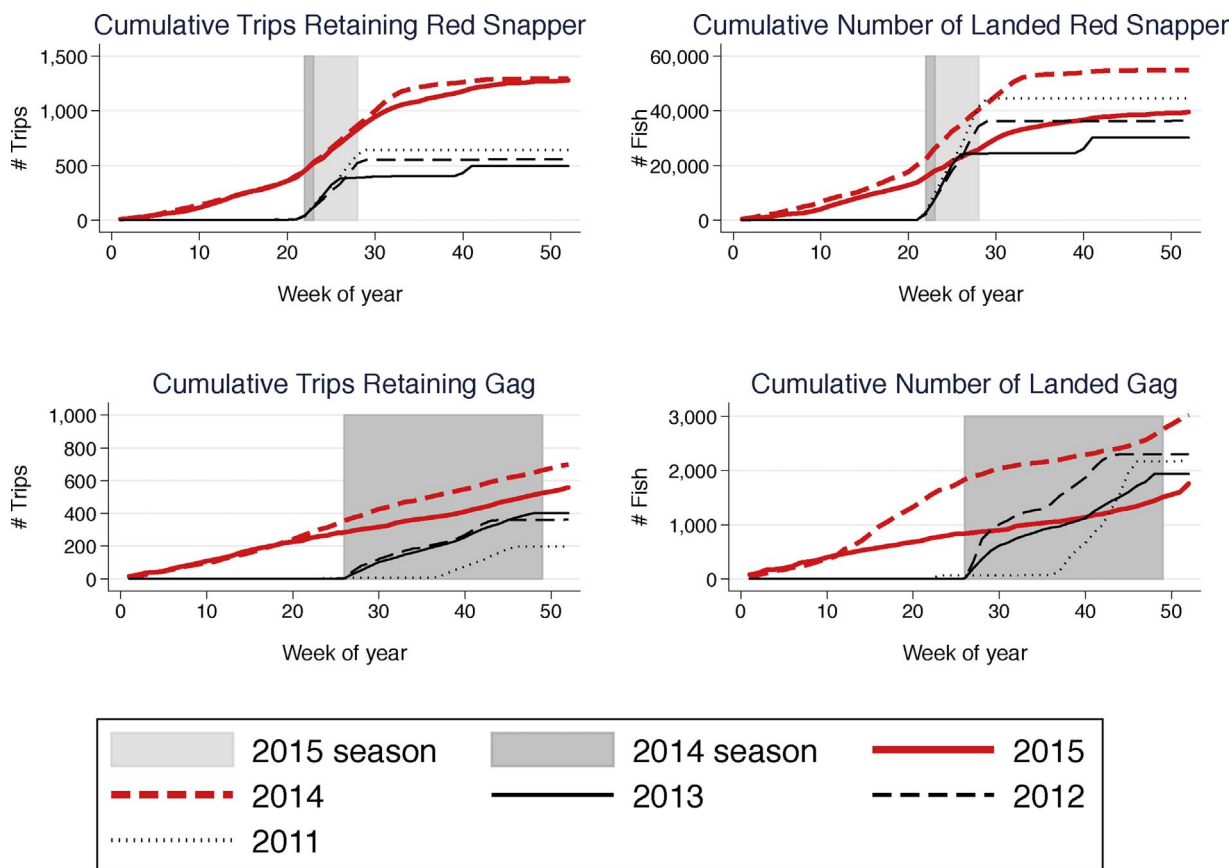 Cumulative Trips Retaining Red Snapper
1,500
1,000
500
0
# Trips
0 10 20 30 40 50
Week of year
Cumulative Number of Landed Red Snapper
60,000
40,000
20,000
0
# Fish
0 10 20 30 40 50
Week of year
Cumulative Trips Retaining Gag
1,000
800
600
400
200
0
# Trips
0 10 20 30 40 50
Week of year
Cumulative Number of Landed Gag
3,000
2,000
1,000
0
# Fish
0 10 20 30 40 50
Week of year
2015 season 2014 season 2015
2014 2013 2012
2011